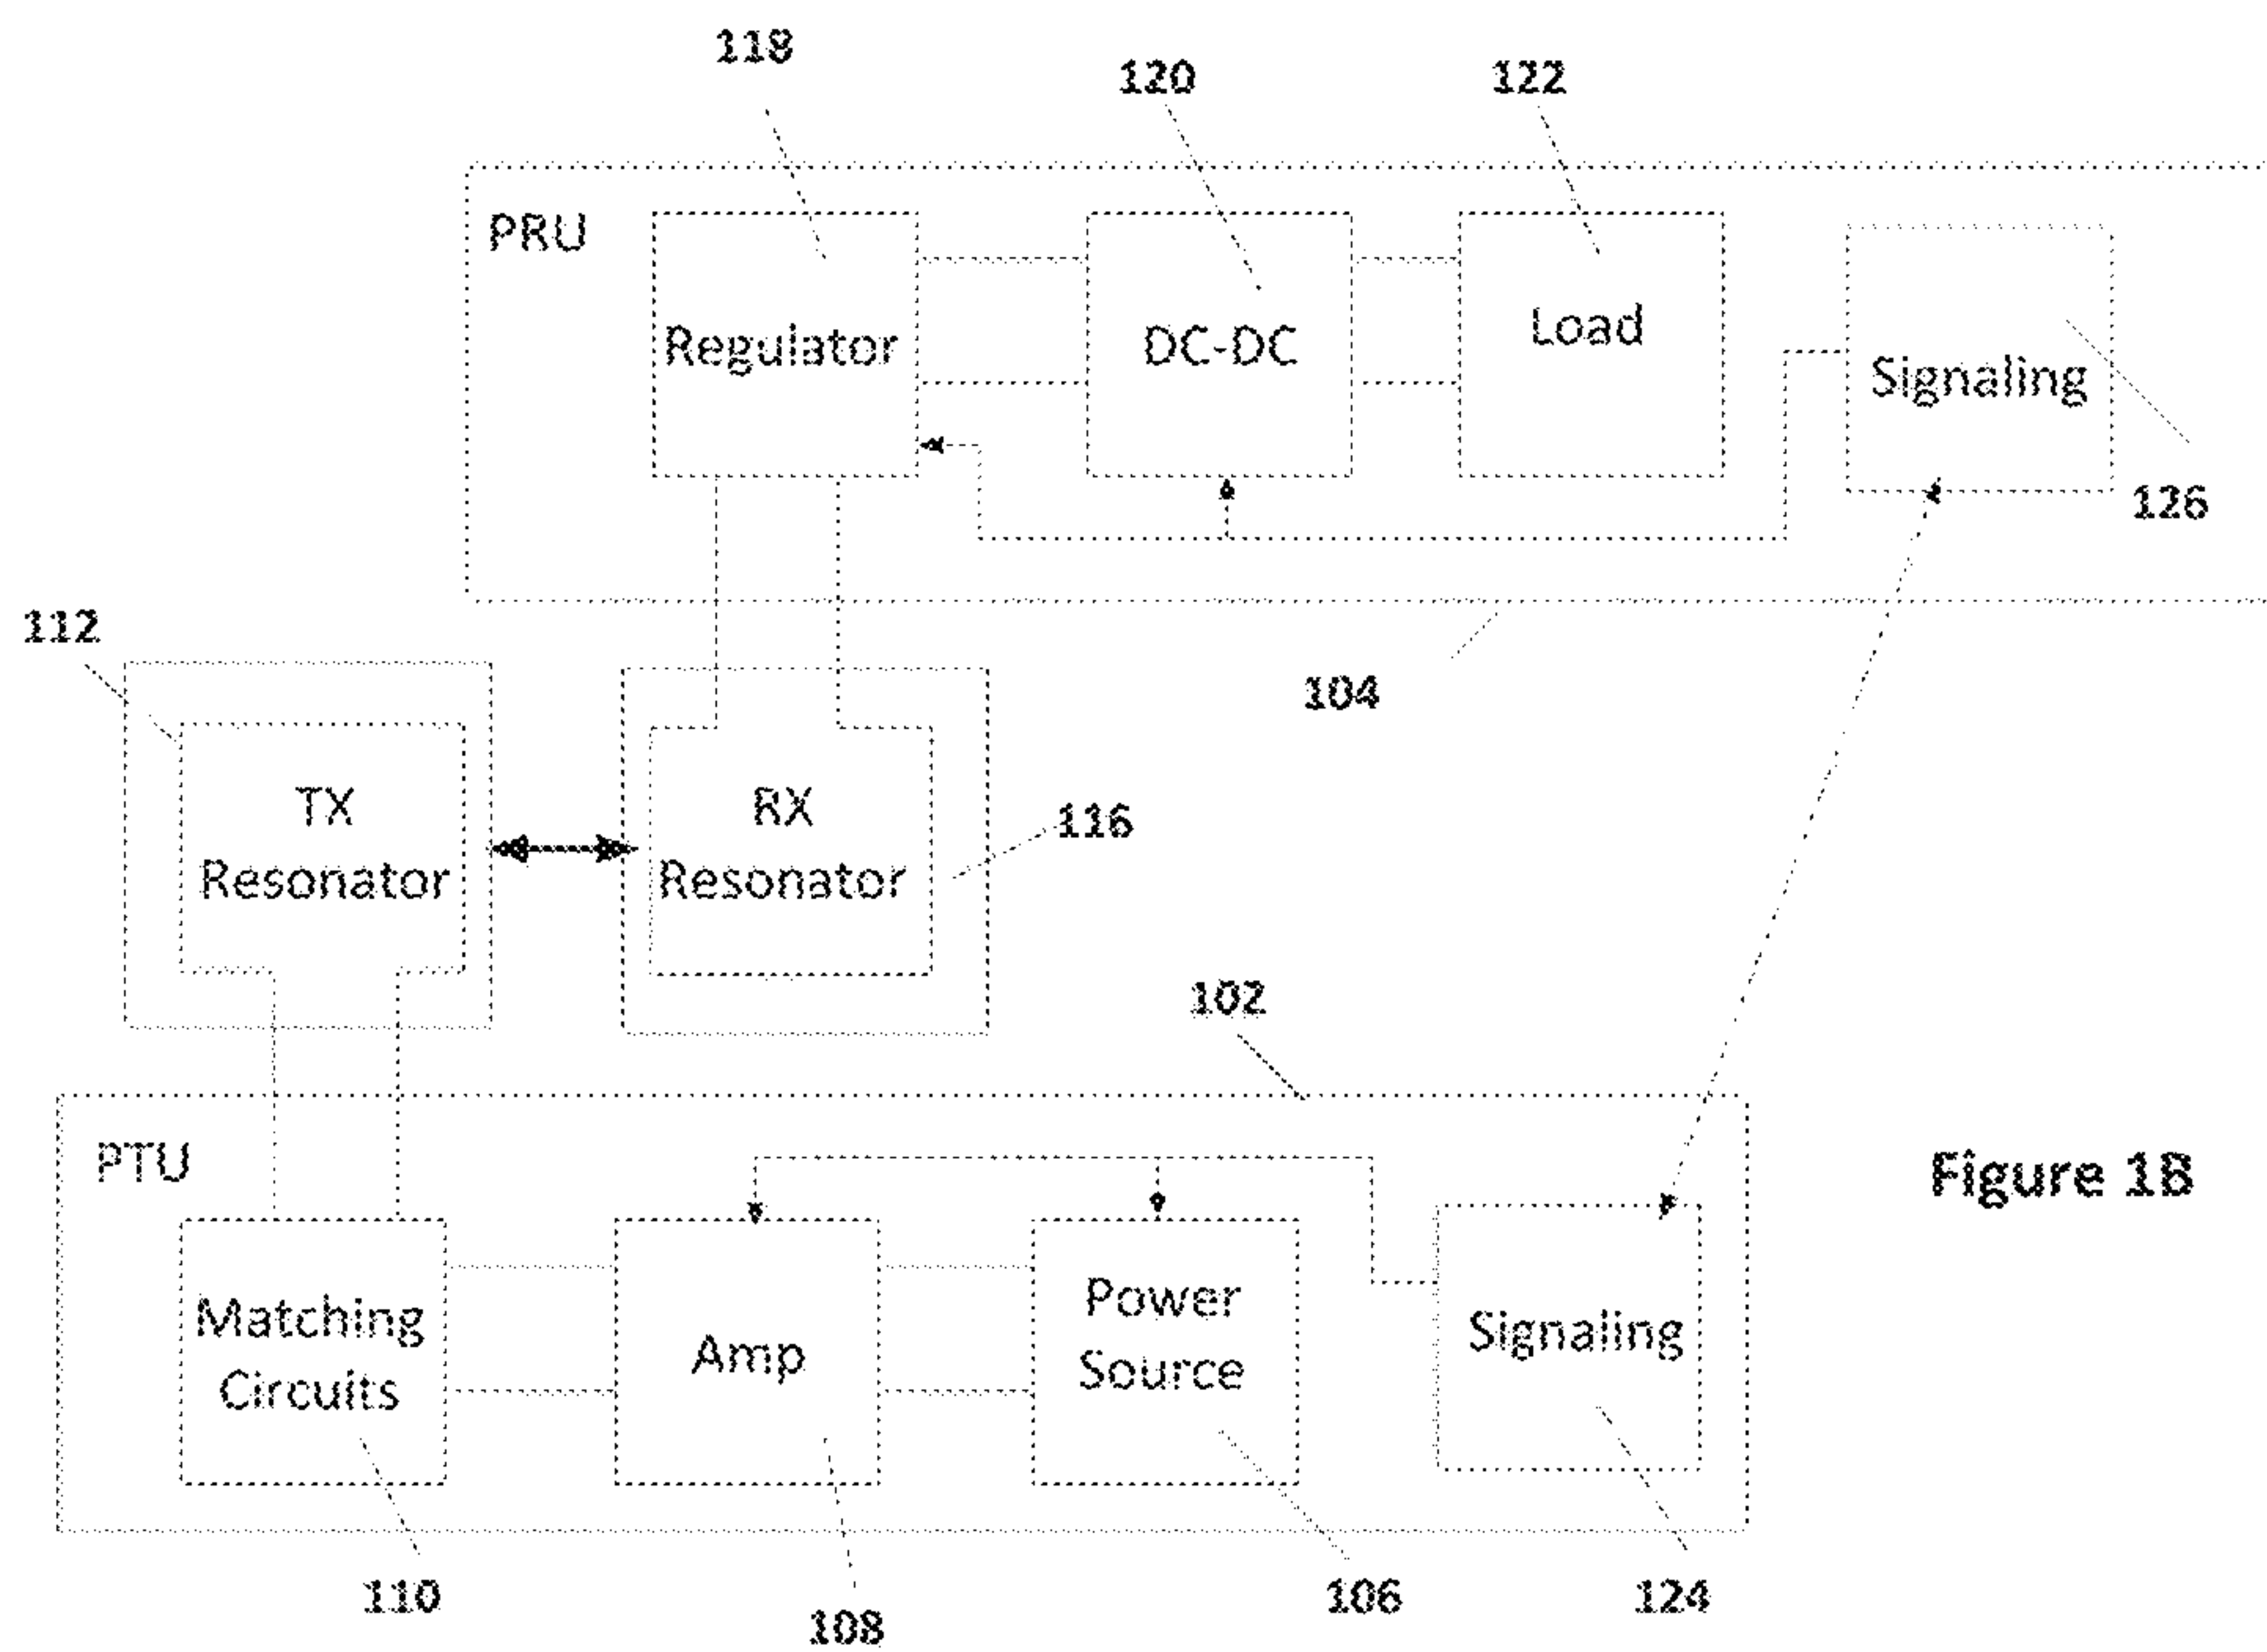 118
120
122
PRU
Regulator
DC-DC
Load
Signaling
126
112
104
TX
Resonator
RX
Resonator
116
102
PTU
Figure 1B
Matching
Circuits
Amp
Power
Source
Signaling
110
108
106
124